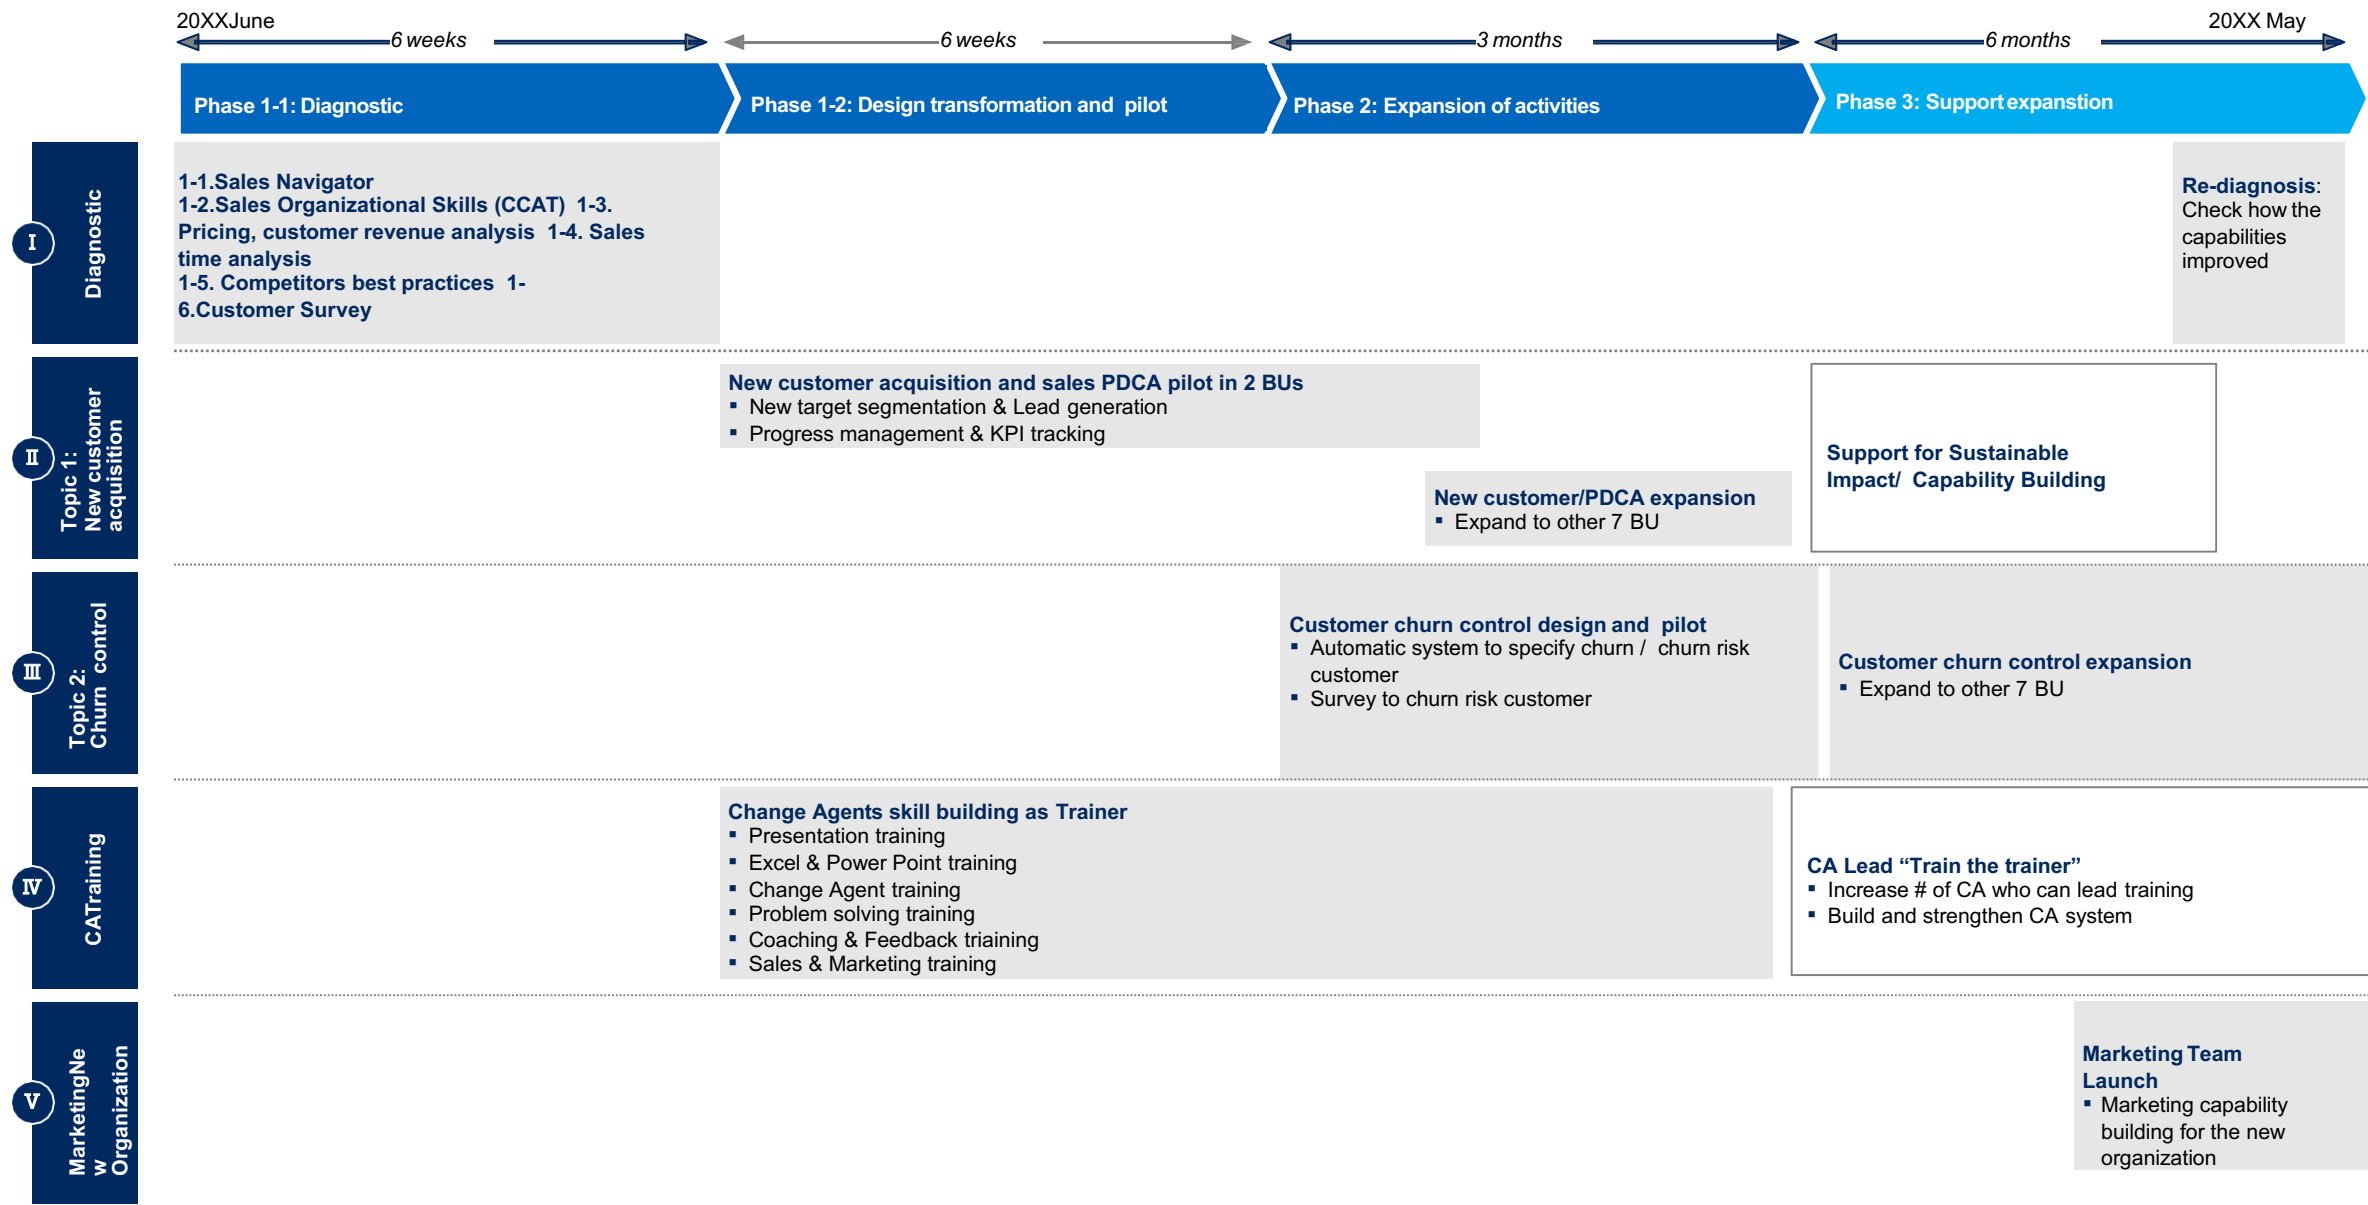 20XXJune
20XX May
6 weeks
6 weeks
3 months
6 months
Phase 1-1: Diagnostic
Phase 1-2: Design transformation and pilot
Phase 2: Expansion of activities
Phase 3: Support expanstion
I
Diagnostic
1-1.Sales Navigator
1-2.Sales Organizational Skills (CCAT) 1-3.
Pricing, customer revenue analysis 1-4. Sales
time analysis
1-5. Competitors best practices 1-
6.Customer Survey
Re-diagnosis:
Check how the
capabilities
improved
II
Topic 1:
New customer
acquisition
New customer acquisition and sales PDCA pilot in 2 BUs
▪ New target segmentation & Lead generation
▪ Progress management & KPI tracking
New customer/PDCA expansion
▪ Expand to other 7 BU
Support for Sustainable
Impact/ Capability Building
III
Topic 2:
Churn control
Customer churn control design and pilot
▪ Automatic system to specify churn / churn risk
customer
▪ Survey to churn risk customer
Customer churn control expansion
▪ Expand to other 7 BU
IV
CATraining
Change Agents skill building as Trainer
▪ Presentation training
▪ Excel & Power Point training
▪ Change Agent training
▪ Problem solving training
▪ Coaching & Feedback triaining
▪ Sales & Marketing training
CA Lead “Train the trainer”
▪ Increase # of CA who can lead training
▪ Build and strengthen CA system
V
MarketingNe
w
Organization
Marketing Team
Launch
▪ Marketing capability
building for the new
organization